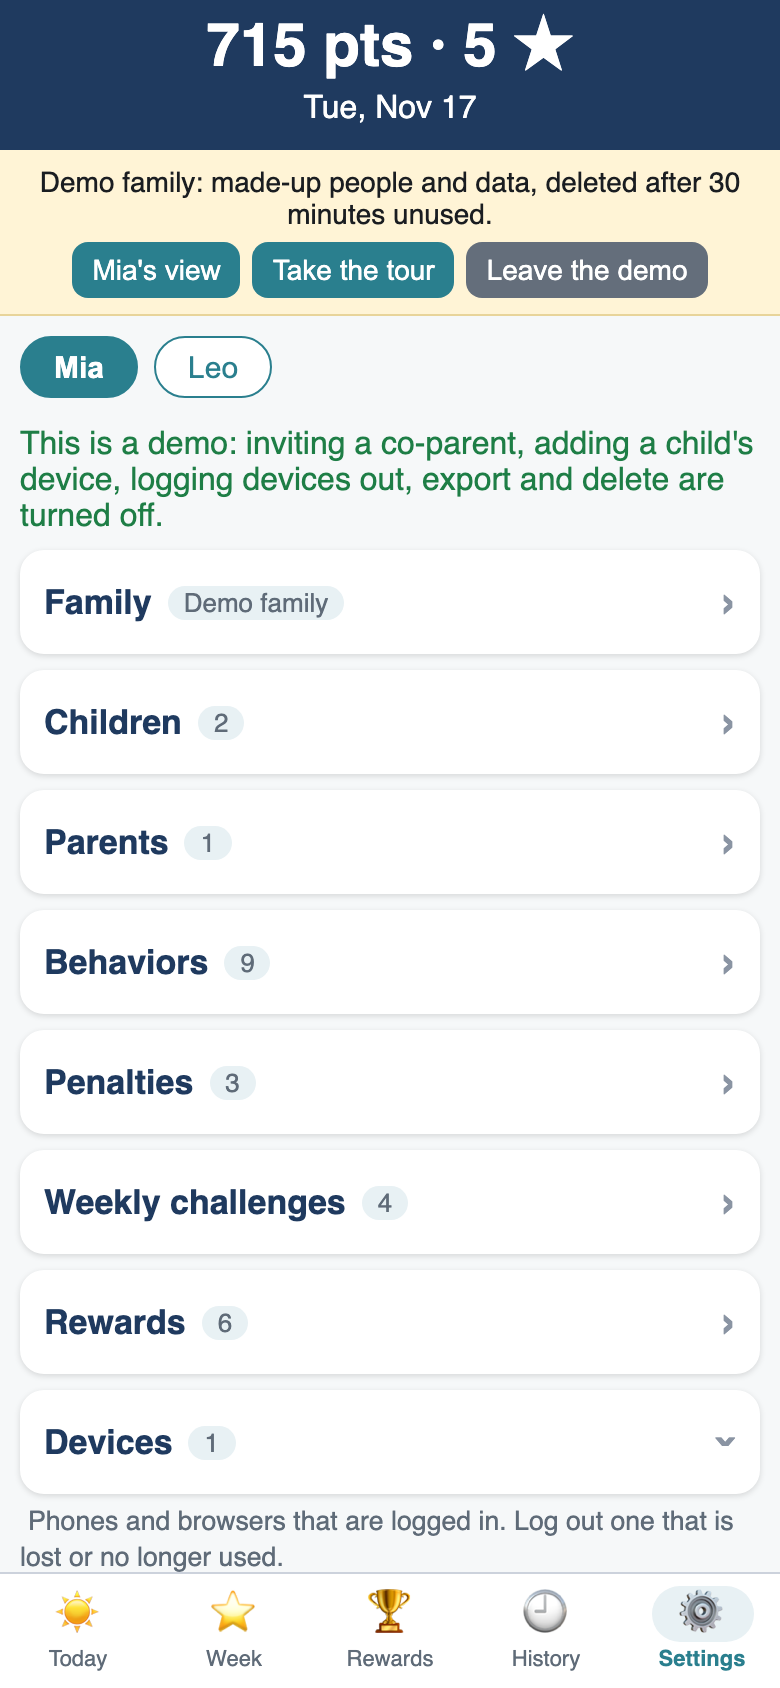 715 pts · 5 ★
Tue, Nov 17
Demo family: made-up people and data, deleted after 30
minutes unused.
Mia's view
Take the tour
Leave the demo
Mia
Leo
This is a demo: inviting a co-parent, adding a child's
device, logging devices out, export and delete are
turned off.
Family Demo family
Children 2
Parents 1
Behaviors 9
Penalties 3
Weekly challenges 4
Rewards 6
Devices 1
Phones and browsers that are logged in. Log out one that is
lost or no longer used.
Today
Week
Rewards
History
Settings